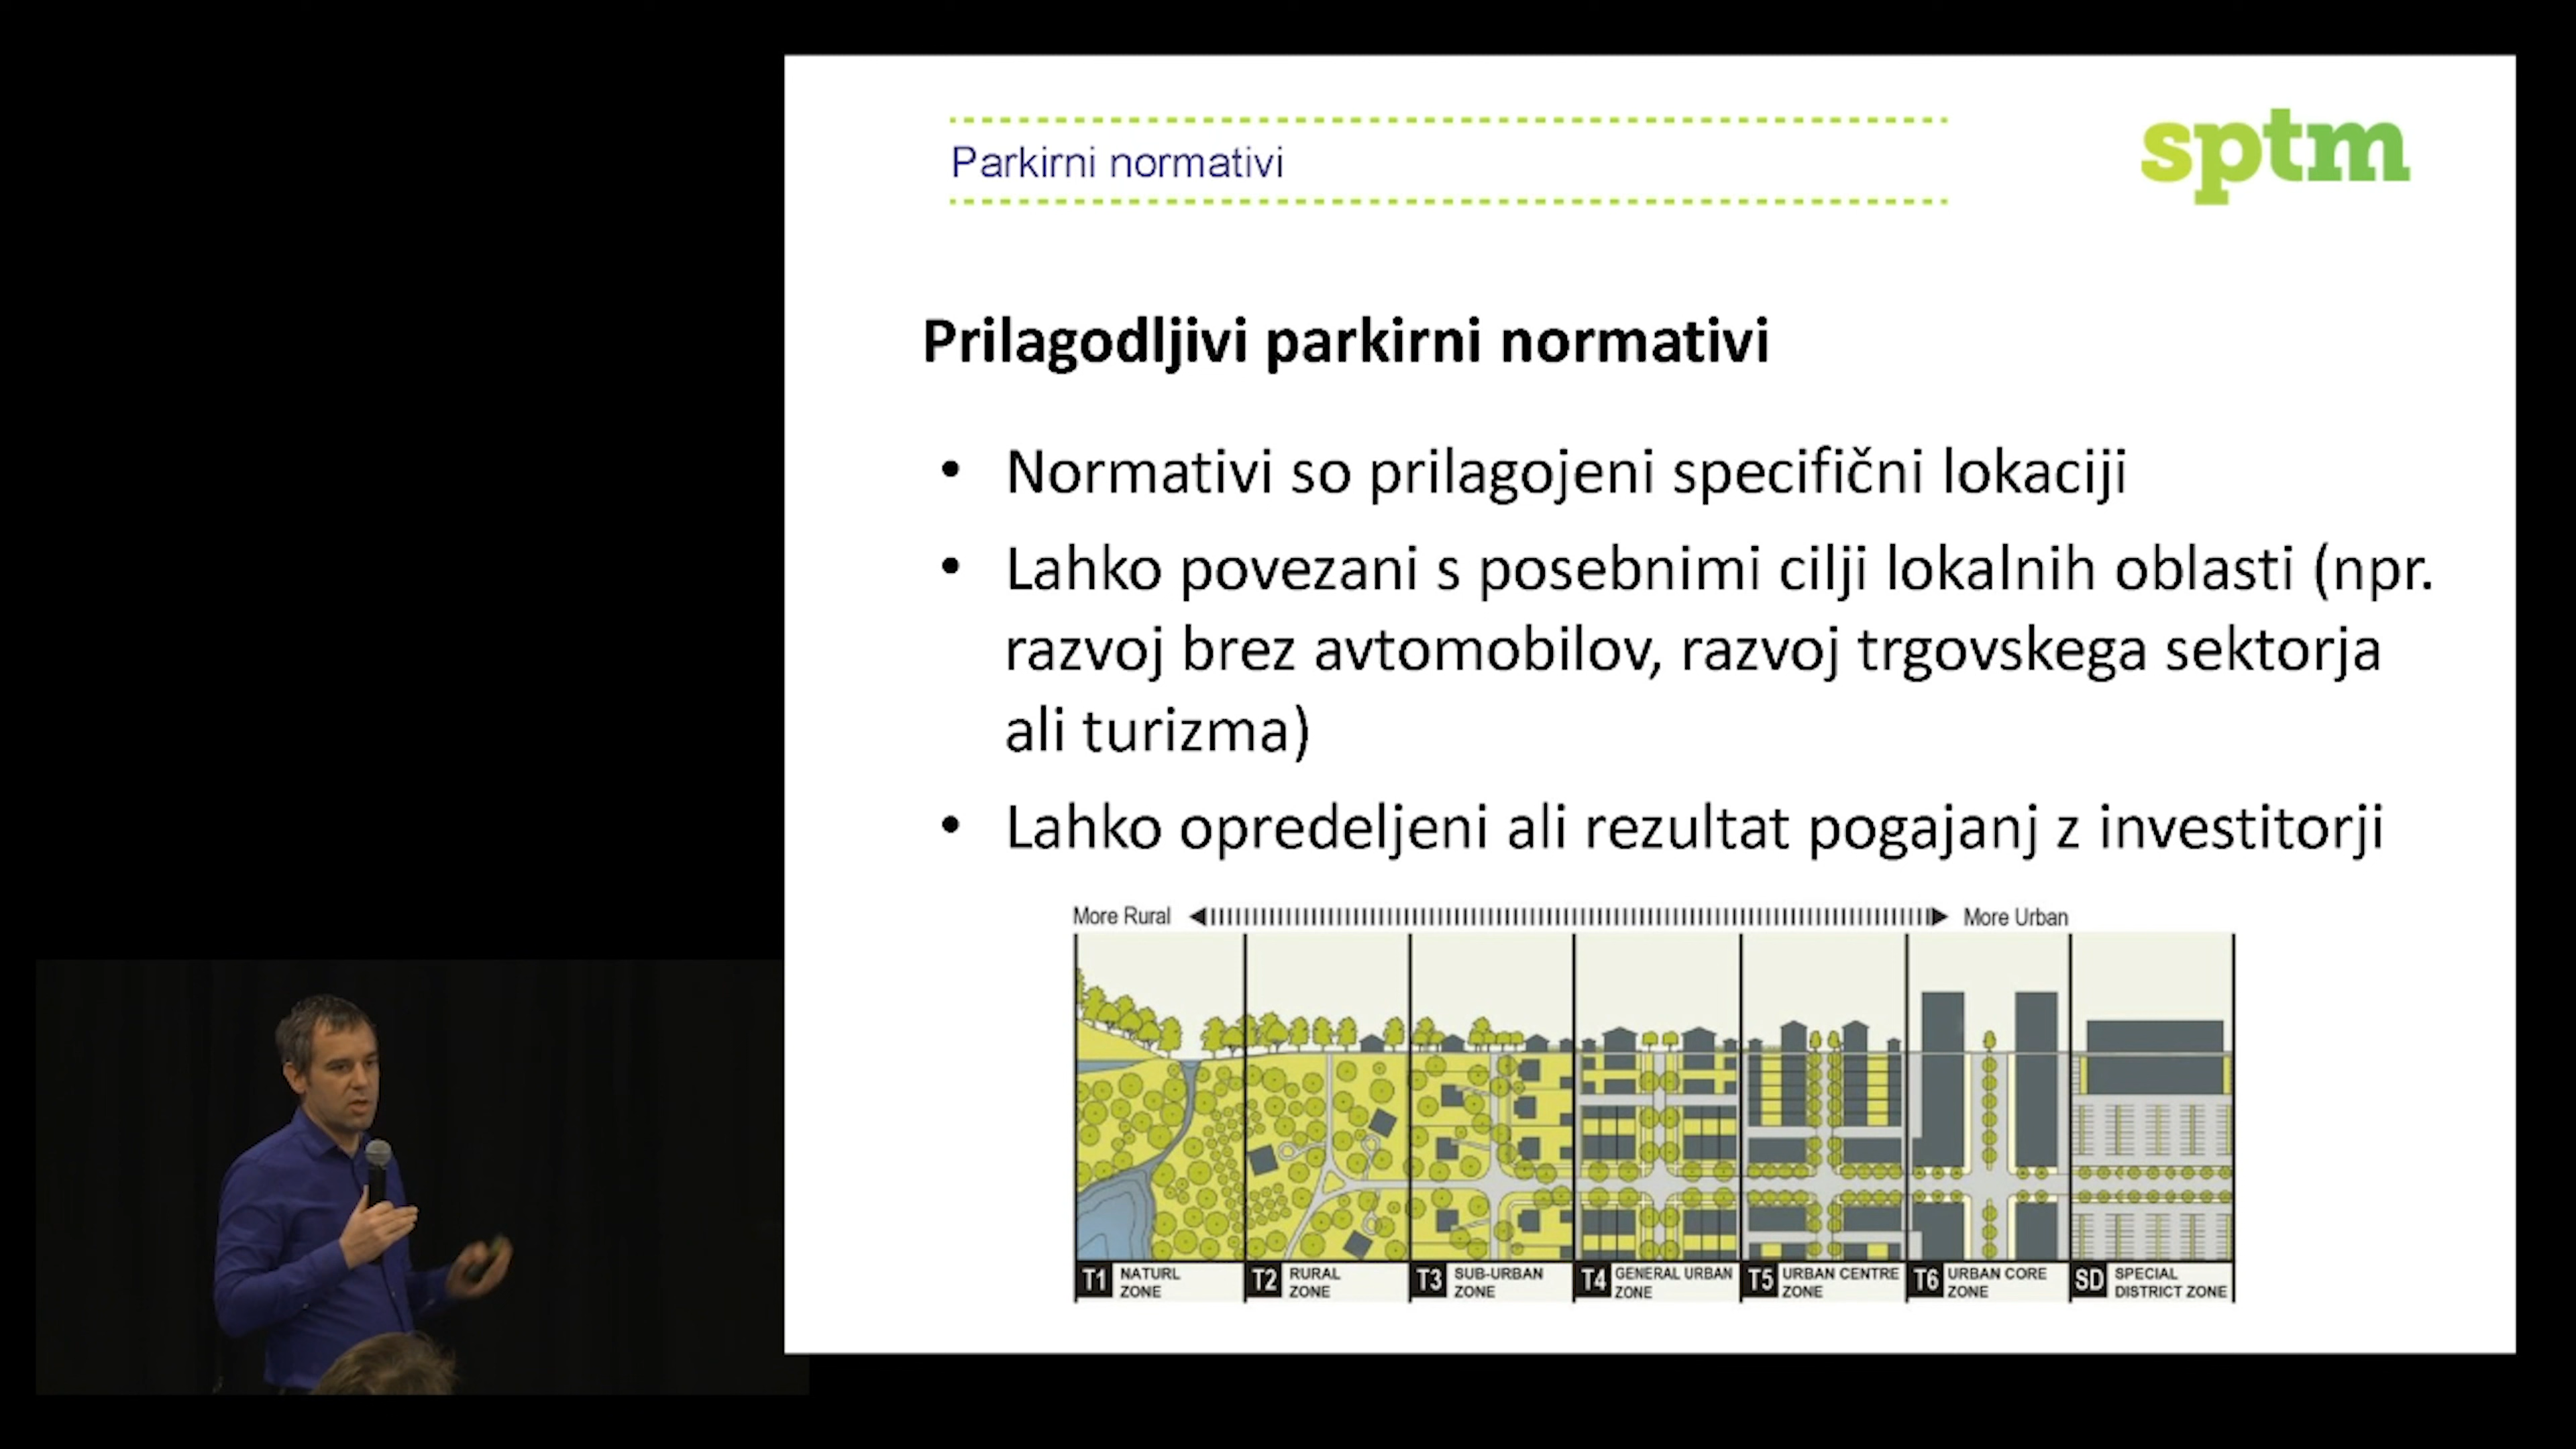 Parkirni normativi
sptm
Prilagodljivi parkirni normativi
• Normativi so prilagojeni specifični lokaciji
• Lahko povezani s posebnimi cilji lokalnih oblasti (npr.
razvoj brez avtomobilov, razvoj trgovskega sektorja
ali turizma)
• Lahko opredeljeni ali rezultat pogajanj z investitorji
More Rural More Urban
T1 NATURL ZONE
T2 RURAL ZONE
T3 SUB-URBAN ZONE
T4 GENERAL URBAN ZONE
T5 URBAN CENTRE ZONE
T6 URBAN CORE ZONE
SD SPECIAL DISTRICT ZONE